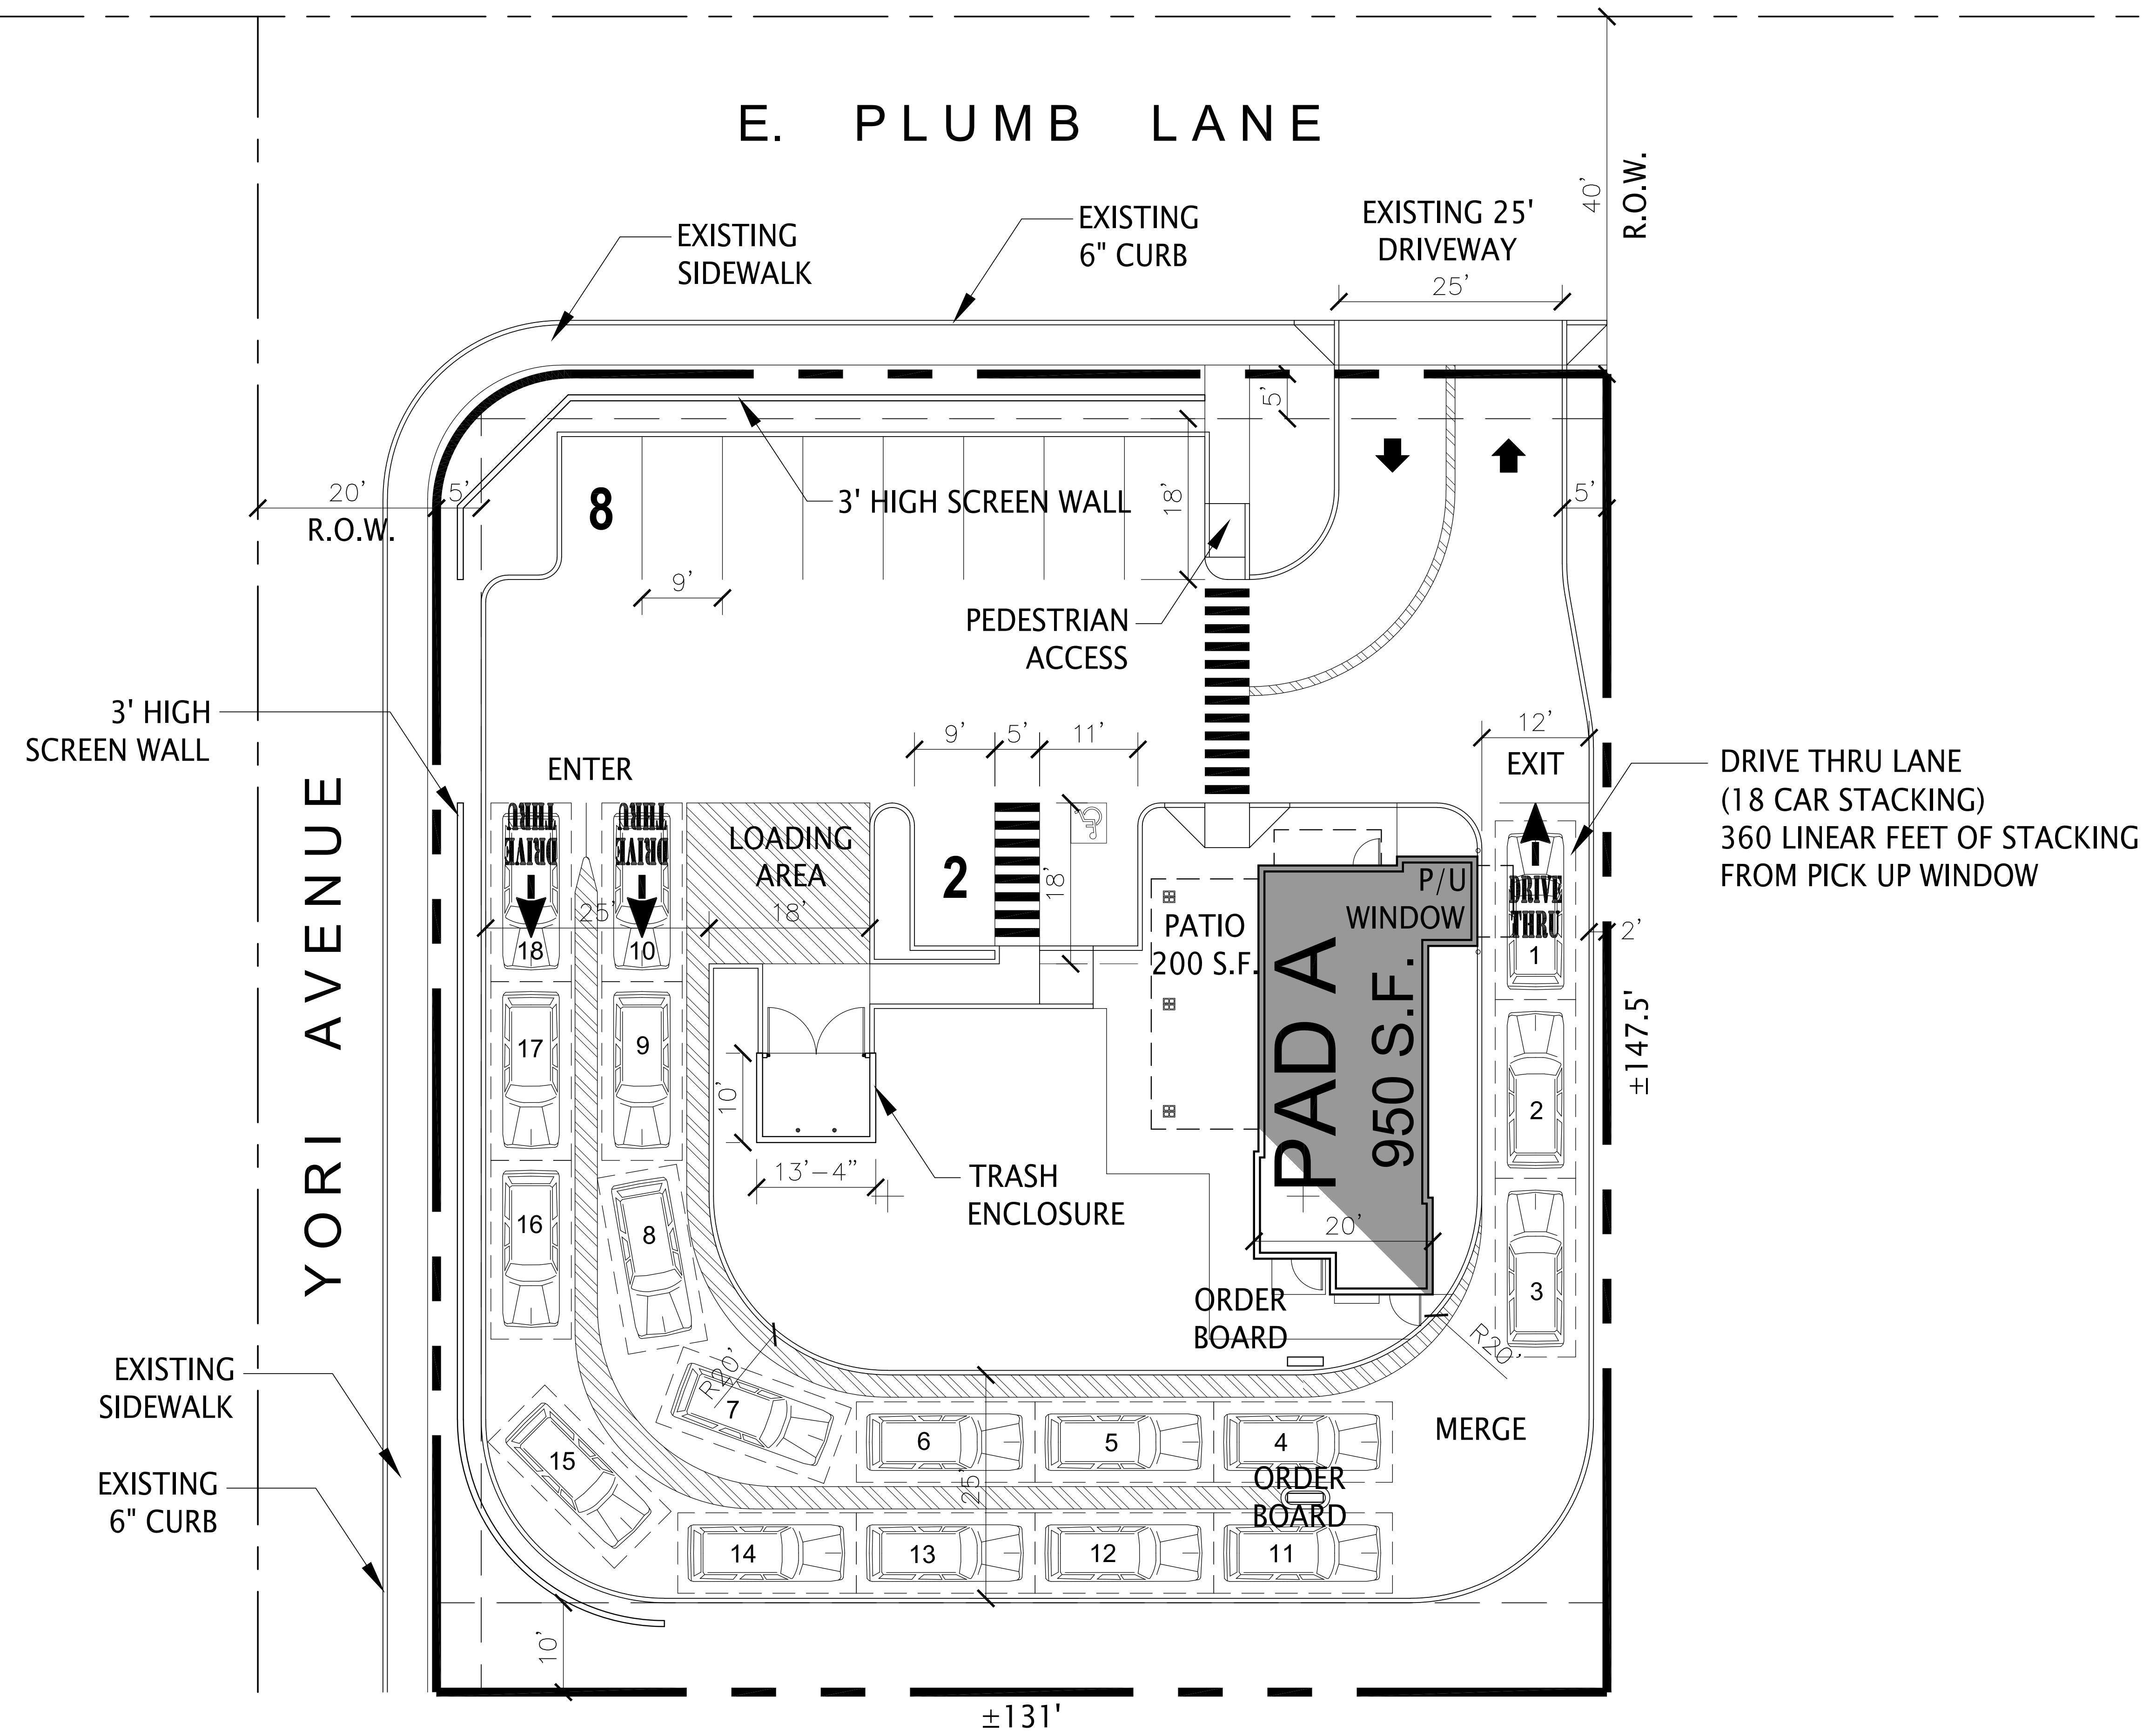 E. PLUMB LANE
40'
R.O.W.
EXISTING
SIDEWALK
EXISTING
6" CURB
EXISTING 25'
DRIVEWAY
25'
5'
20'
R.O.W.
5'
8
3' HIGH SCREEN WALL
18'
5'
9'
PEDESTRIAN
ACCESS
3' HIGH
SCREEN WALL
YORI AVENUE
ENTER
9'
5'
11'
12'
EXIT
DRIVE THRU LANE
(18 CAR STACKING)
360 LINEAR FEET OF STACKING
FROM PICK UP WINDOW
DRIVE
THRU
DRIVE
THRU
LOADING
AREA
2
18'
P/U
WINDOW
DRIVE
THRU
25'
18'
PATIO
200 S.F.
2'
18
10
1
PAD A
950 S.F.
±147.5'
17
9
2
10'
13'-4"
TRASH
ENCLOSURE
16
8
20'
3
ORDER
BOARD
R20'
R20'
EXISTING
SIDEWALK
7
6
5
4
MERGE
15
25'
ORDER
BOARD
EXISTING
6" CURB
14
13
12
11
10'
±131'